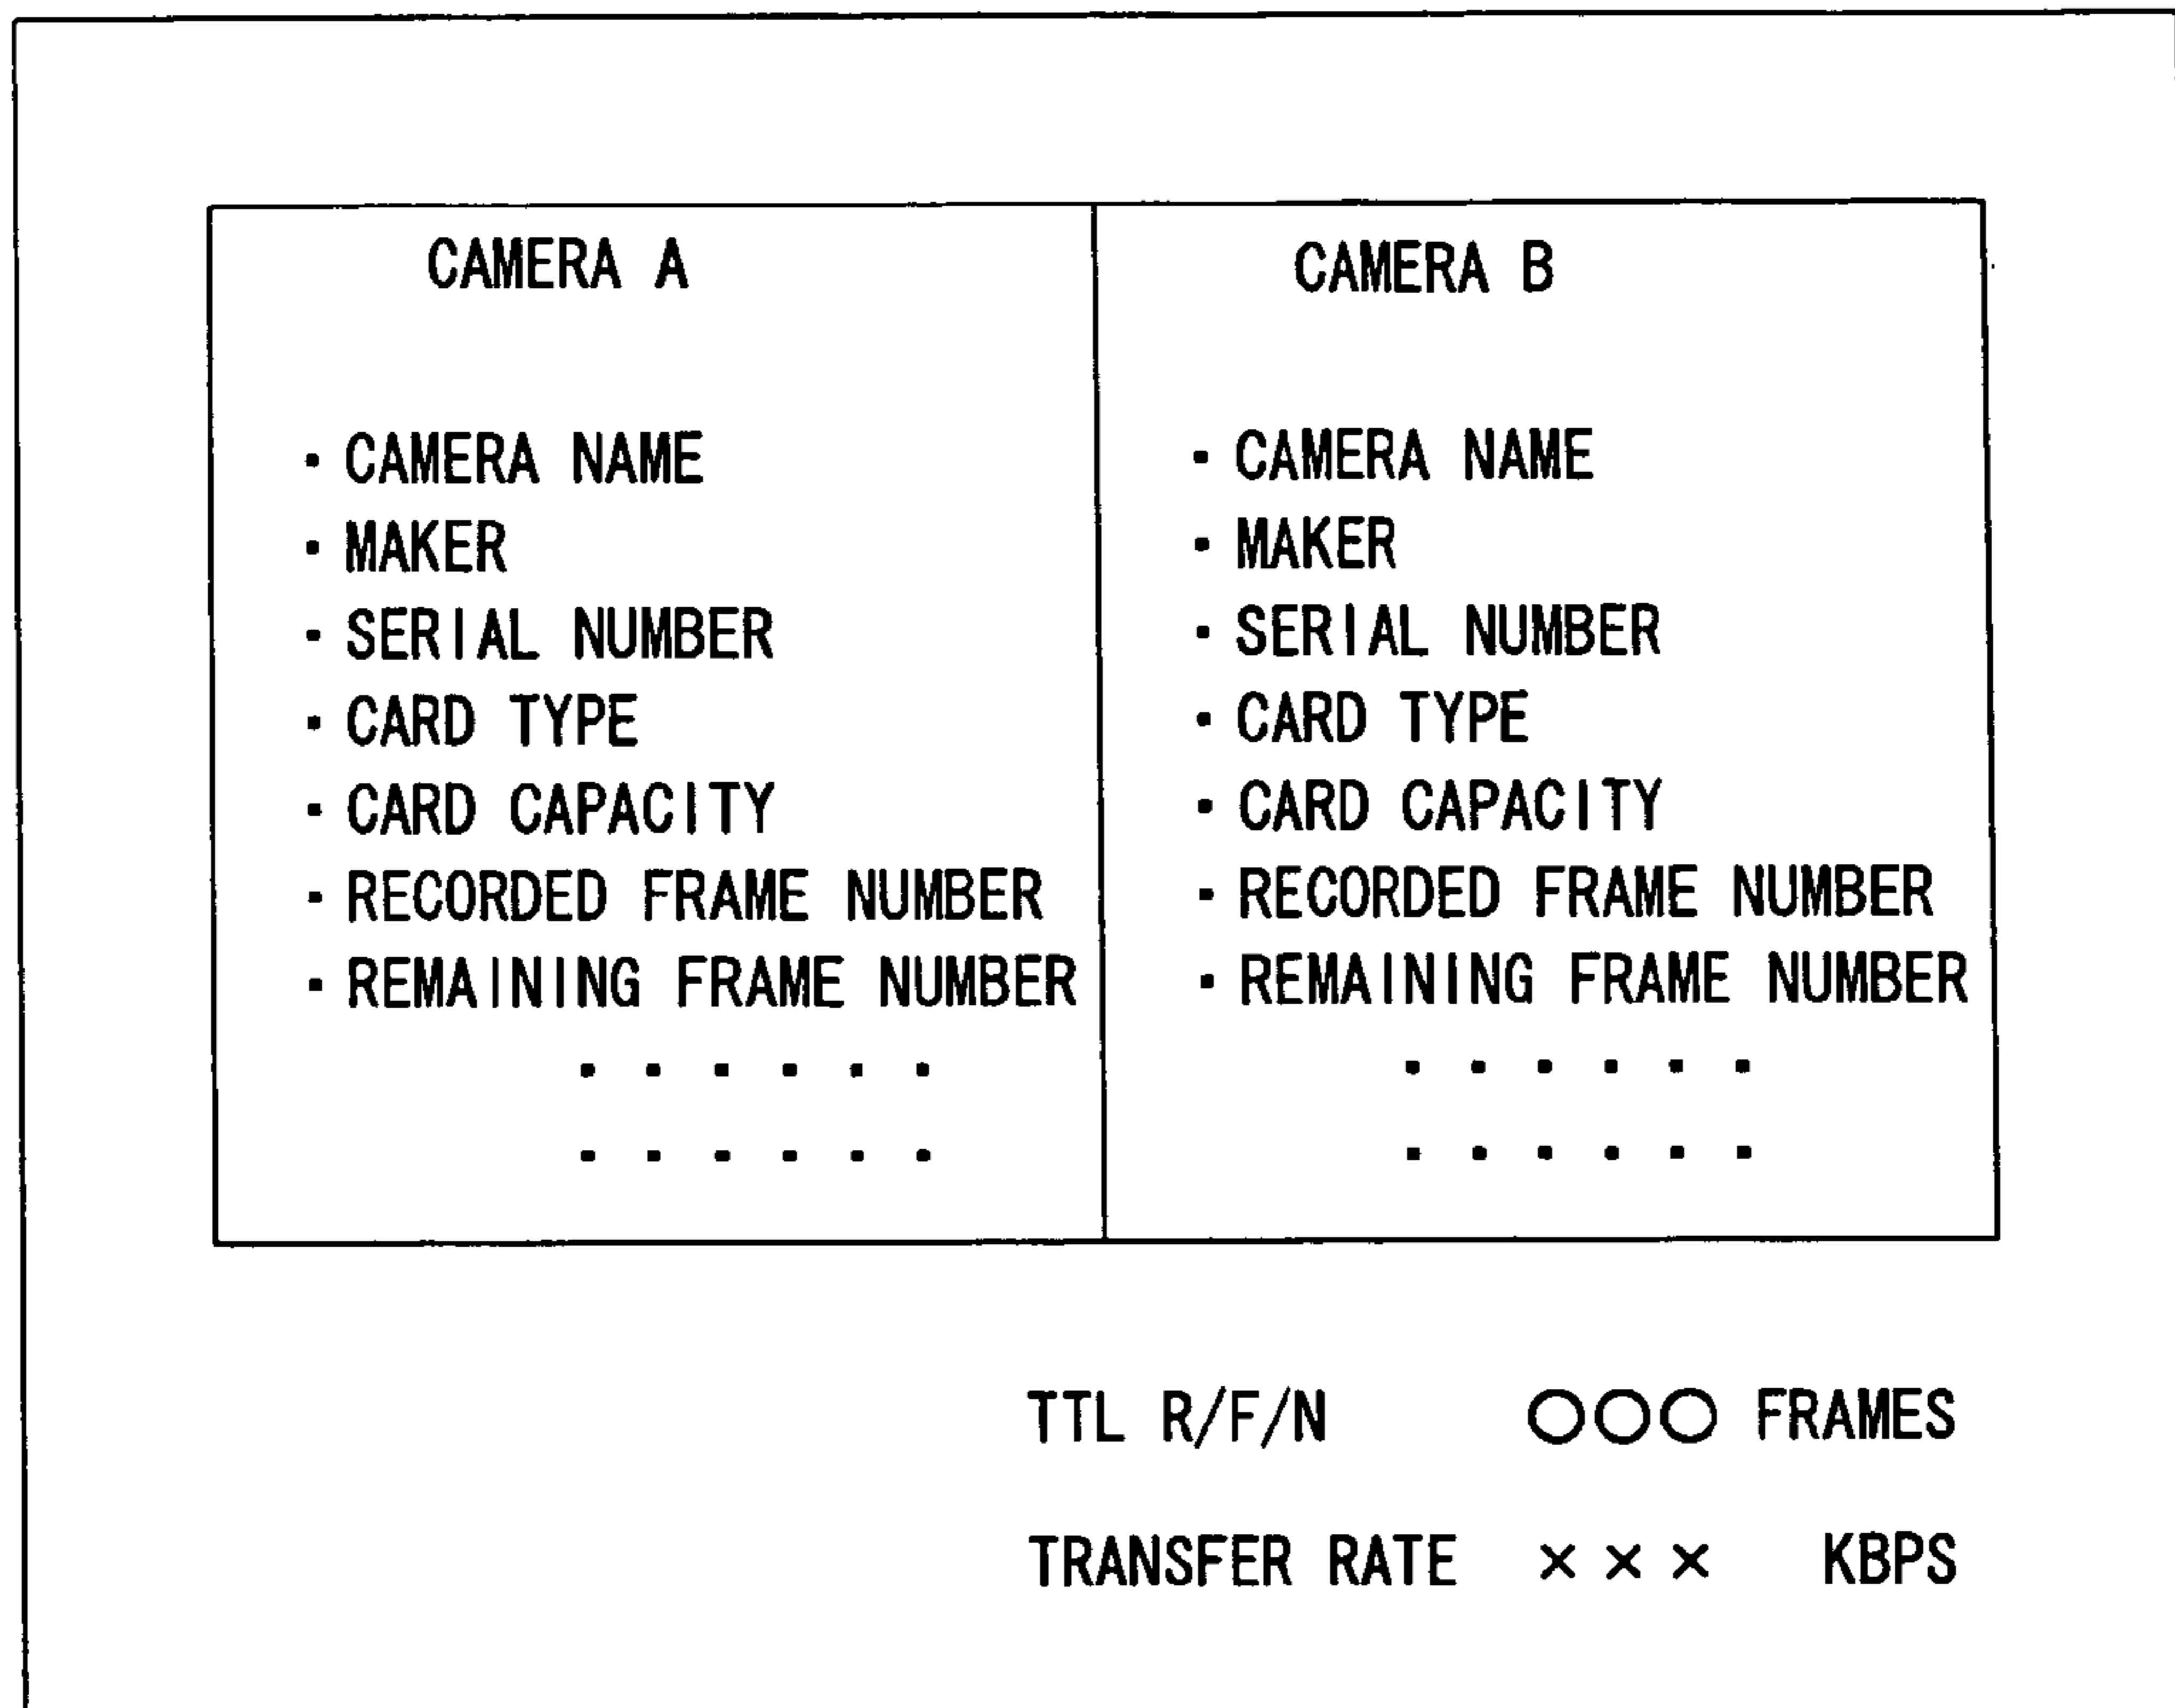 CAMERA A
・CAMERA NAME
・MAKER
・SERIAL NUMBER
・CARD TYPE
・CARD CAPACITY
・RECORDED FRAME NUMBER
・REMAINING FRAME NUMBER
・・・・・・
・・・・・・
CAMERA B
・CAMERA NAME
・MAKER
・SERIAL NUMBER
・CARD TYPE
・CARD CAPACITY
・RECORDED FRAME NUMBER
・REMAINING FRAME NUMBER
・・・・・・
・・・・・・
TTL R/F/N ○○○ FRAMES
TRANSFER RATE ××× KBPS